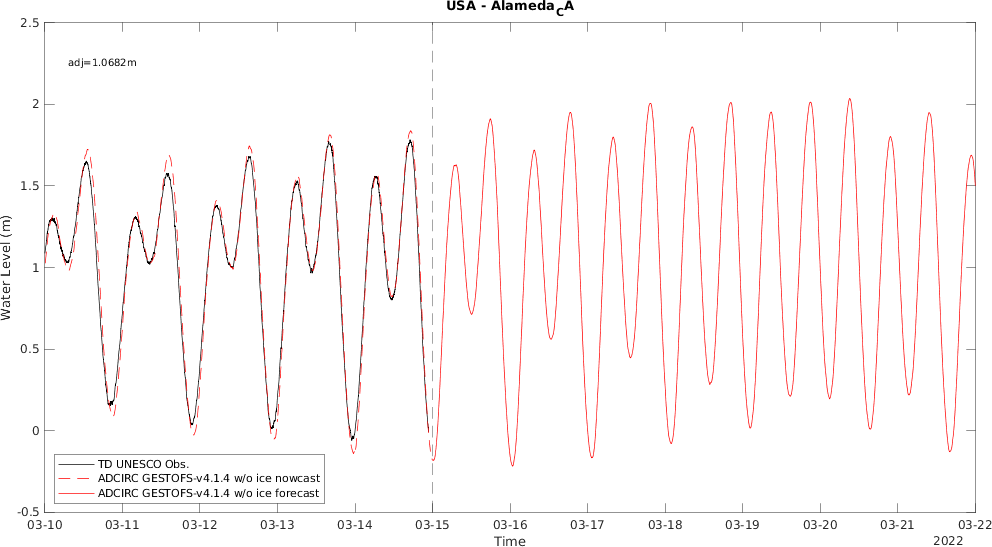 USA - Alameda_CA
adj=1.0682m
2.5
2
1.5
1
0.5
0
-0.5
Water Level (m)
TD UNESCO Obs.
ADCIRC GESTOFS-v4.1.4 w/o ice nowcast
ADCIRC GESTOFS-v4.1.4 w/o ice forecast
03-10 03-11 03-12 03-13 03-14 03-15 03-16 03-17 03-18 03-19 03-20 03-21 03-22
Time
2022